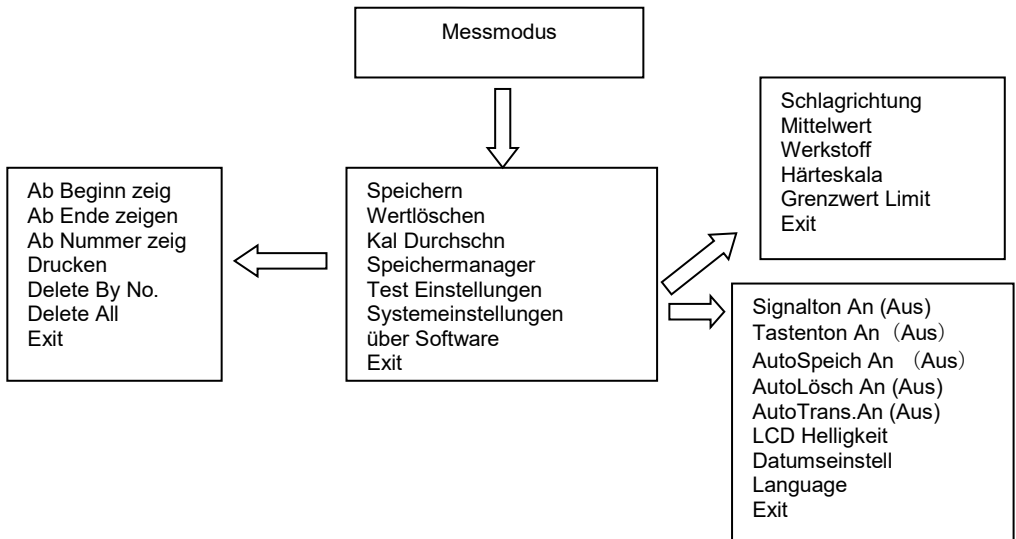 Messmodus
Schlagrichtung
Mittelwert
Werkstoff
Härteskala
Grenzwert Limit
Exit
Ab Beginn zeig
Ab Ende zeigen
Ab Nummer zeig
Drucken
Delete By No.
Delete All
Exit
Speichern
Wertlöschen
Kal Durchschn
Speichermanager
Test Einstellungen
Systemeinstellungen
über Software
Exit
Signalton An (Aus)
Tastenton An（Aus）
AutoSpeich An （Aus）
AutoLösch An (Aus)
AutoTrans.An (Aus)
LCD Helligkeit
Datumseinstell
Language
Exit